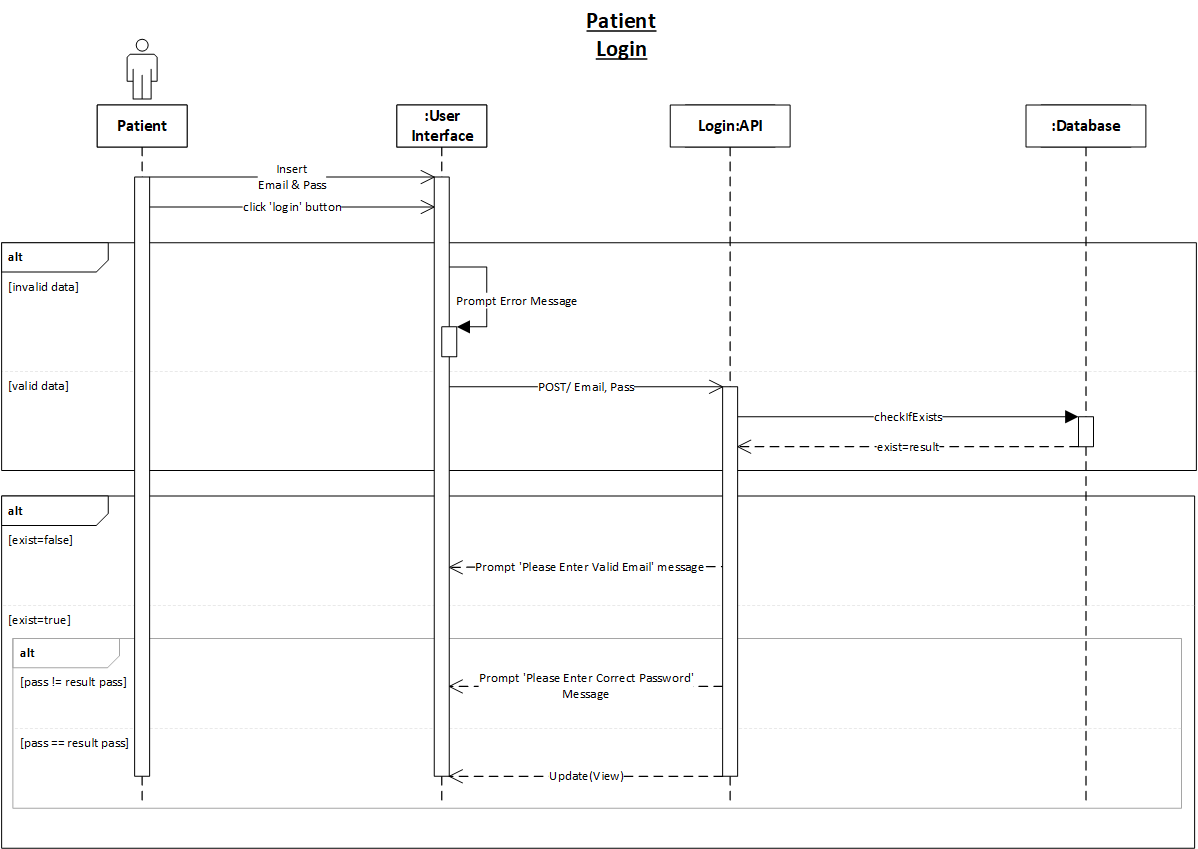 Patient
Login
Patient
:User
Interface
Login:API
:Database
Insert
Email & Pass
click 'login' button
alt
[invalid data]
Prompt Error Message
[valid data]
POST/ Email, Pass
checkIfExists
exist=result
alt
[exist=false]
Prompt 'Please Enter Valid Email' message
[exist=true]
alt
[pass != result pass]
Prompt 'Please Enter Correct Password'
Message
[pass == result pass]
Update(View)